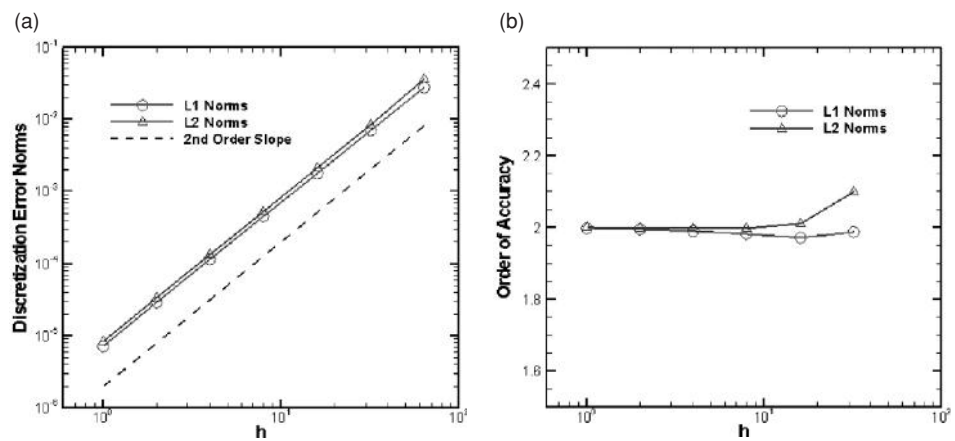 (a)
10⁻¹
10⁻²
10⁻³
10⁻⁴
10⁻⁵
10⁻⁶
Discretization Error Norms
L1 Norms
L2 Norms
2nd Order Slope
10⁰
10¹
10²
h
(b)
2.4
2.2
2
1.8
1.6
Order of Accuracy
L1 Norms
L2 Norms
10⁰
10¹
10²
h